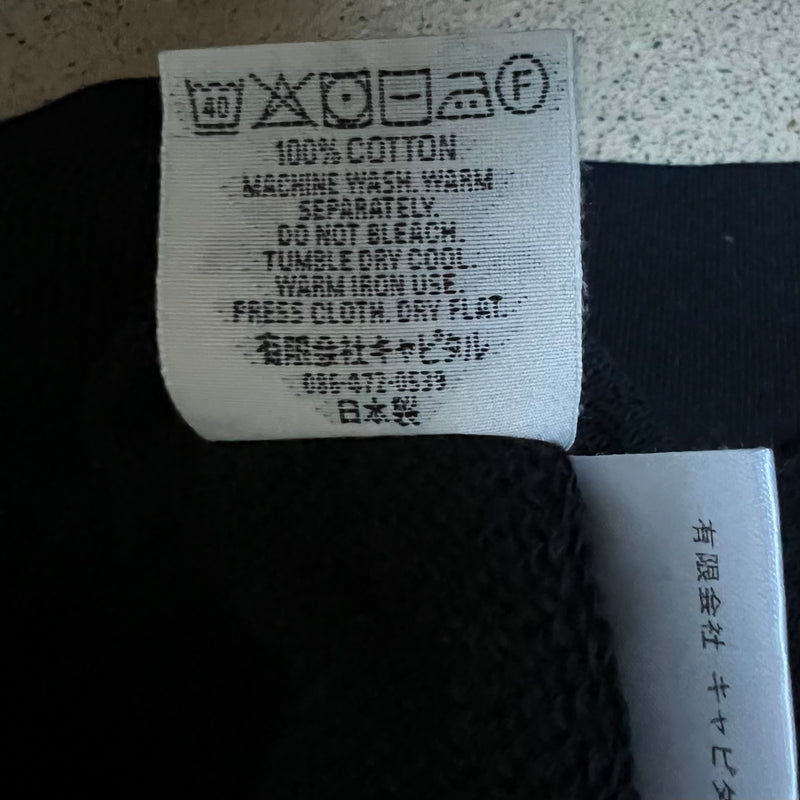 40
F
100% COTTON
MACHINE WASH. WARM
SEPARATELY.
DO NOT BLEACH.
TUMBLE DRY COOL.
WARM IRON USE.
PRESS CLOTH. DRY FLAT.
有限会社キャピタル
086-472-0539
日本製
有限会社 キャピタ